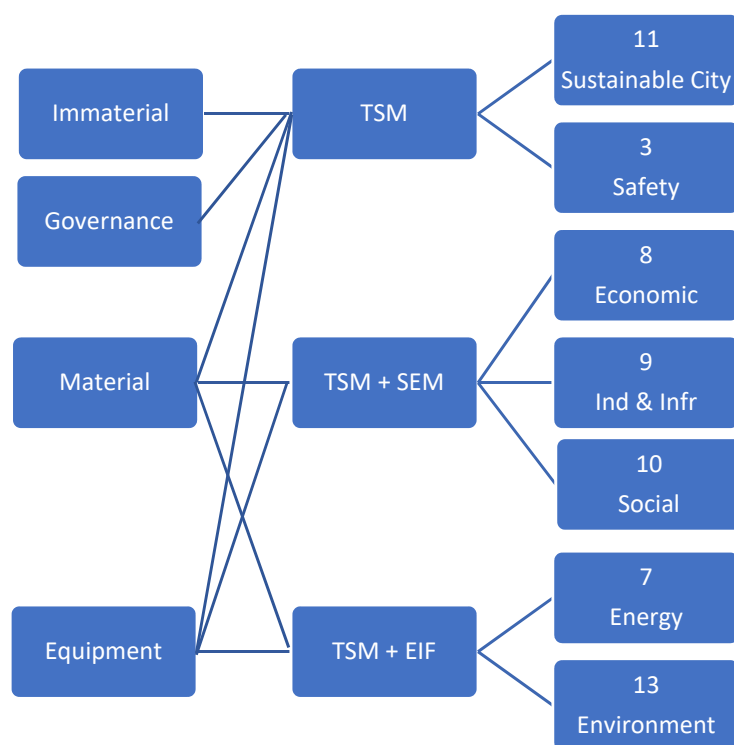 Immaterial
Governance
Material
Equipment
TSM
TSM + SEM
TSM + EIF
11
Sustainable City
3
Safety
8
Economic
9
Ind & Infr
10
Social
7
Energy
13
Environment